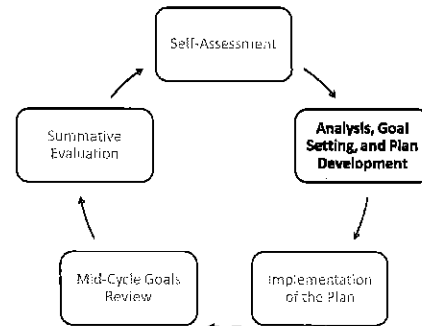 Self-Assessment
Analysis, Goal
Setting, and Plan
Development
Implementation
of the Plan
Mid-Cycle Goals
Review
Summative
Evaluation